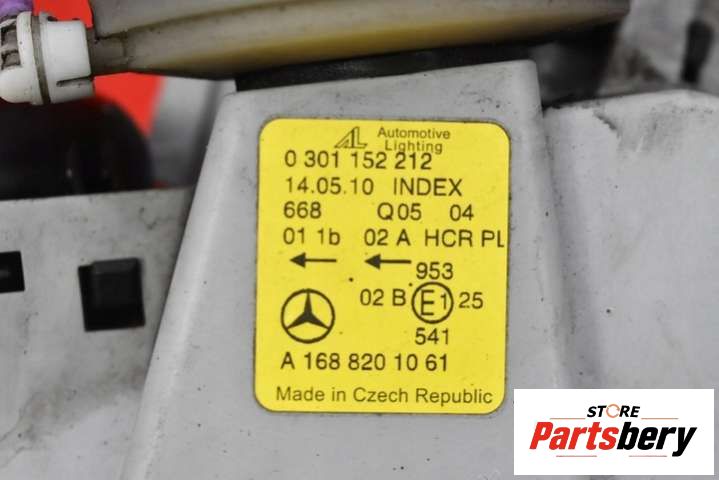 AL Automotive
Lighting
0 301 152 212
14.05.10 INDEX
668 Q05 04
01 1b 02 A HCR PL
← ← 953
02 B E1 25
541
A 168 820 10 61
Made in Czech Republic
STORE
Partsbery